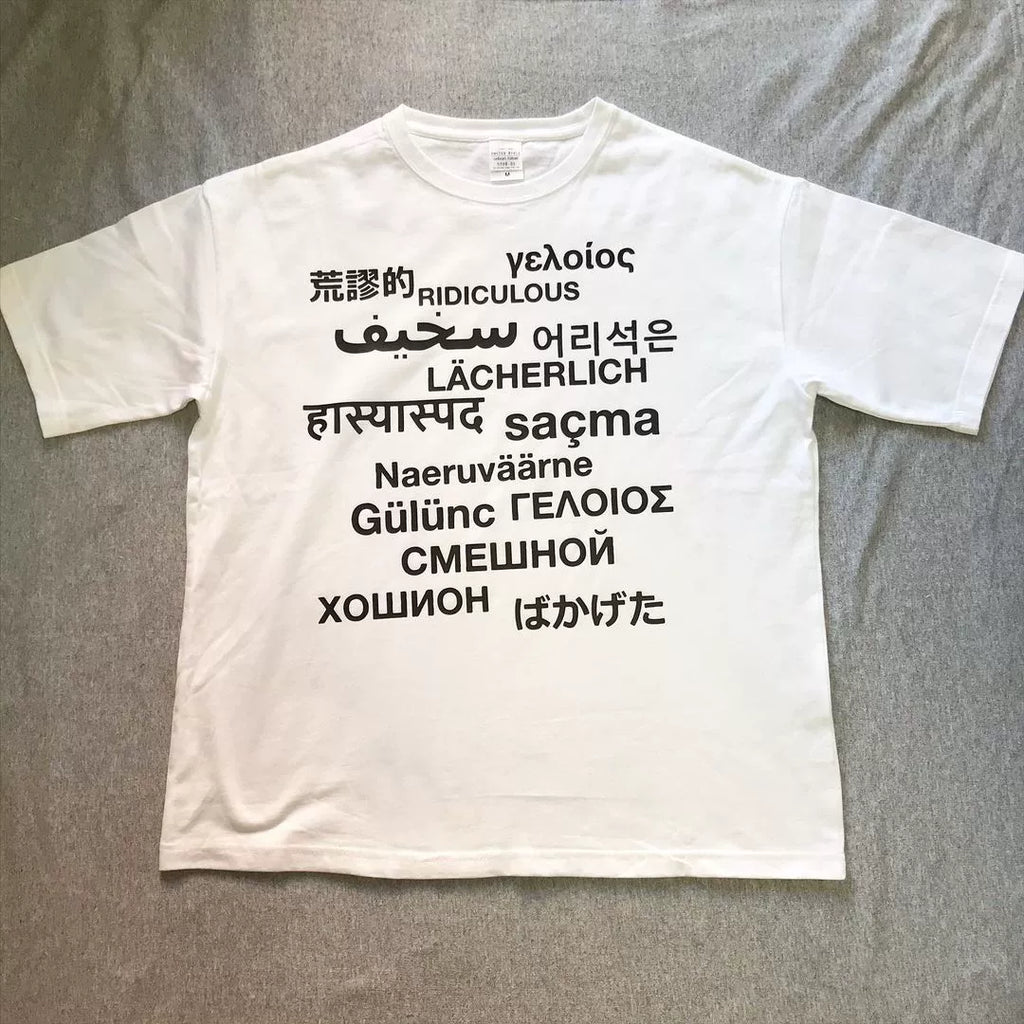 γελοίος
荒謬的 RIDICULOUS
سخيف 어리석은
LÄCHERLICH
हास्यास्पद saçma
Naeruväärne
Gülünç ΓΕΛΟΙΟΣ
СМЕШНОЙ
ХОШИОН ばかげた
M